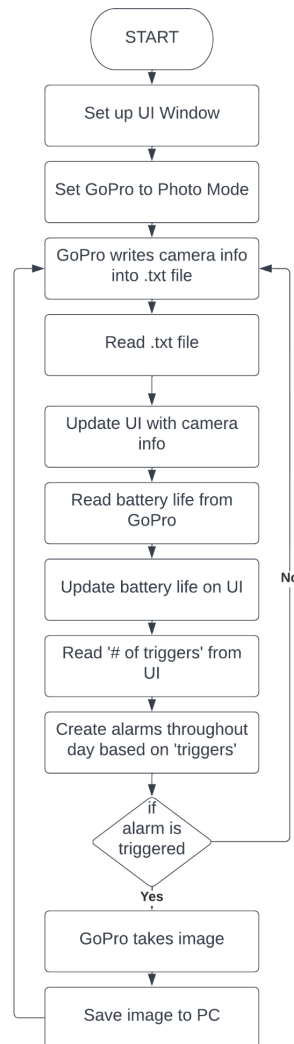 START
Set up UI Window
Set GoPro to Photo Mode
GoPro writes camera info
into .txt file
Read .txt file
Update UI with camera
info
Read battery life from
GoPro
Update battery life on UI
No
Read '# of triggers' from
UI
Create alarms throughout
day based on 'triggers'
if
alarm is
triggered
Yes
GoPro takes image
Save image to PC